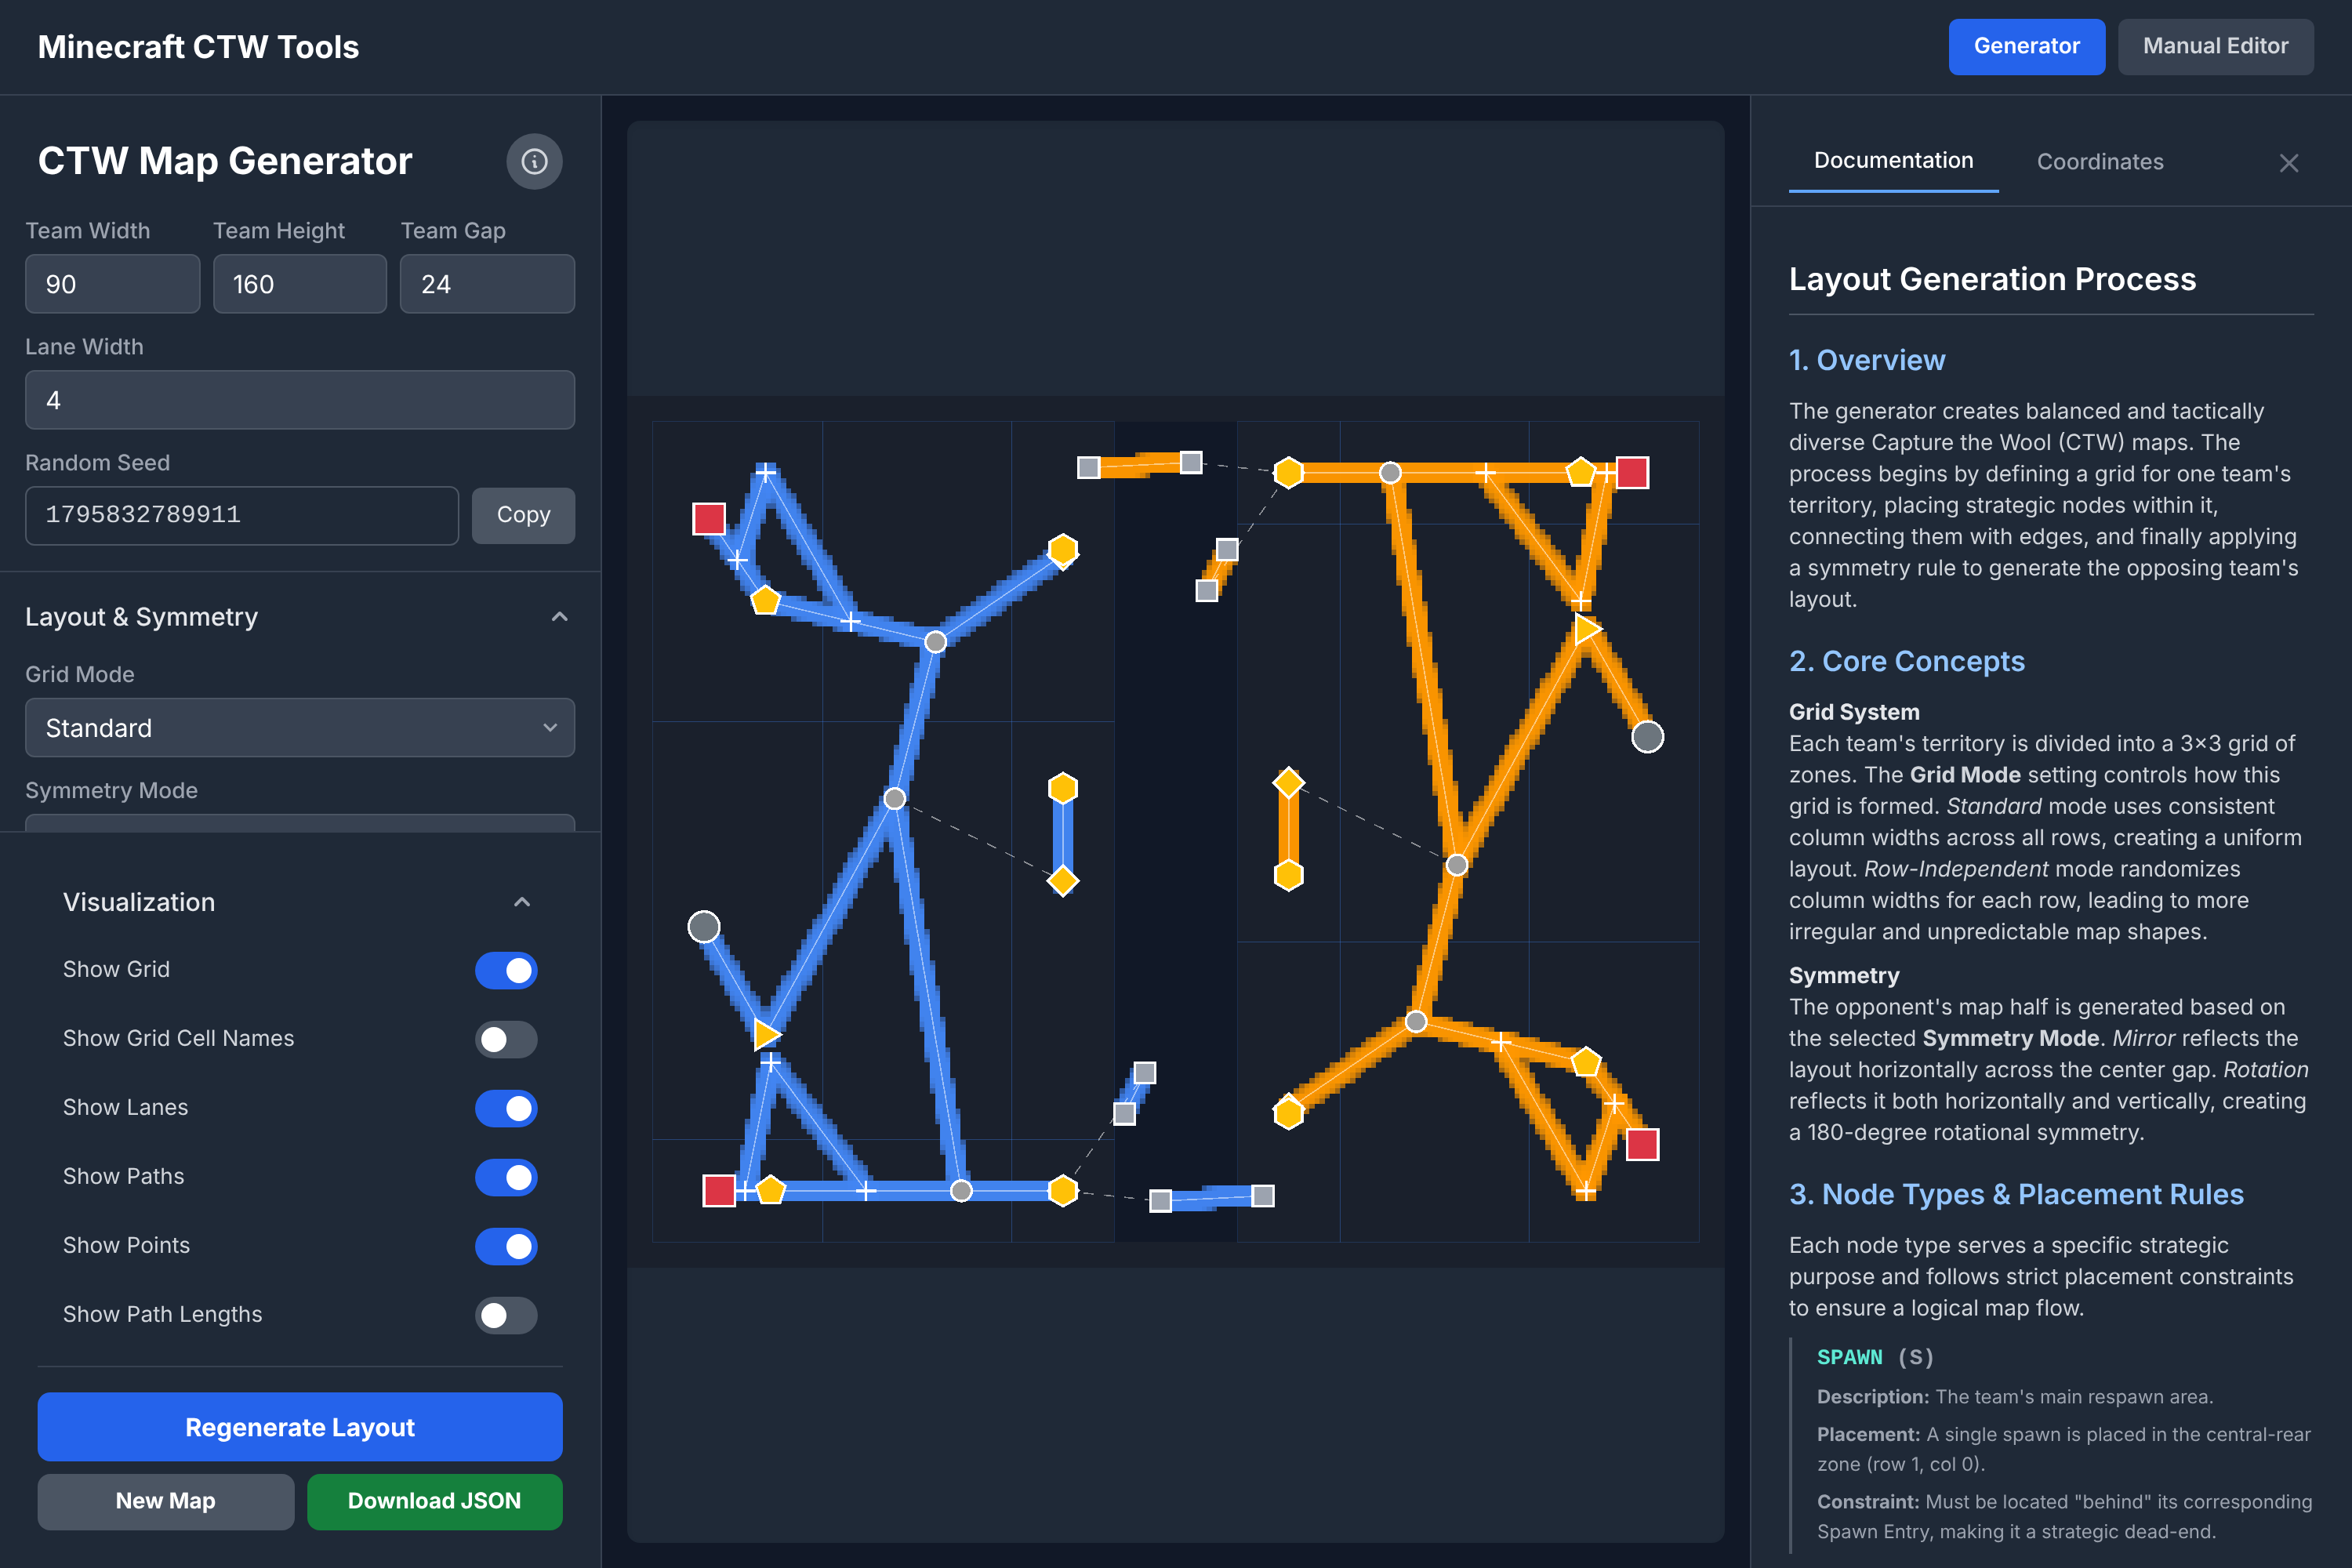 Minecraft CTW Tools
Generator
Manual Editor
CTW Map Generator
Team Width
Team Height
Team Gap
90
160
24
Lane Width
4
Random Seed
1795832789911
Copy
Layout & Symmetry
Grid Mode
Standard
Symmetry Mode
Visualization
Show Grid
Show Grid Cell Names
Show Lanes
Show Paths
Show Points
Show Path Lengths
Regenerate Layout
New Map
Download JSON
Documentation
Coordinates
Layout Generation Process
1. Overview
The generator creates balanced and tactically
diverse Capture the Wool (CTW) maps. The
process begins by defining a grid for one team's
territory, placing strategic nodes within it,
connecting them with edges, and finally applying
a symmetry rule to generate the opposing team's
layout.
2. Core Concepts
Grid System
Each team's territory is divided into a 3×3 grid of
zones. The Grid Mode setting controls how this
grid is formed. Standard mode uses consistent
column widths across all rows, creating a uniform
layout. Row-Independent mode randomizes
column widths for each row, leading to more
irregular and unpredictable map shapes.
Symmetry
The opponent's map half is generated based on
the selected Symmetry Mode. Mirror reflects the
layout horizontally across the center gap. Rotation
reflects it both horizontally and vertically, creating
a 180-degree rotational symmetry.
3. Node Types & Placement Rules
Each node type serves a specific strategic
purpose and follows strict placement constraints
to ensure a logical map flow.
SPAWN (S)
Description: The team's main respawn area.
Placement: A single spawn is placed in the central-rear
zone (row 1, col 0).
Constraint: Must be located "behind" its corresponding
Spawn Entry, making it a strategic dead-end.